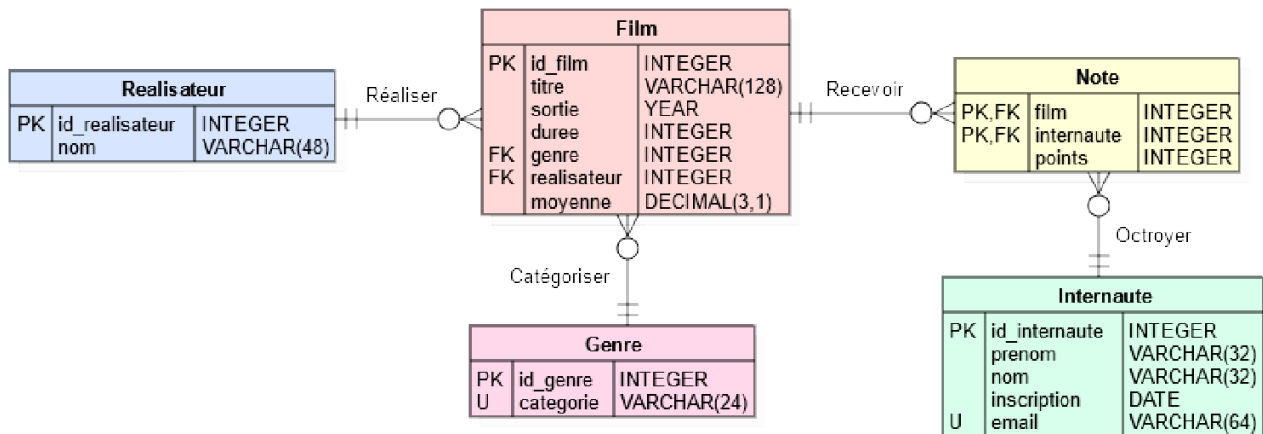 Realisateur
PK id_realisateur INTEGER
nom VARCHAR(48)
Réaliser
Film
PK id_film INTEGER
titre VARCHAR(128)
sortie YEAR
duree INTEGER
FK genre INTEGER
FK realisateur INTEGER
moyenne DECIMAL(3,1)
Recevoir
Note
PK,FK film INTEGER
PK,FK internaute INTEGER
points INTEGER
Octroyer
Catégoriser
Genre
PK id_genre INTEGER
U categorie VARCHAR(24)
Internaute
PK id_internaute INTEGER
prenom VARCHAR(32)
nom VARCHAR(32)
inscription DATE
U email VARCHAR(64)